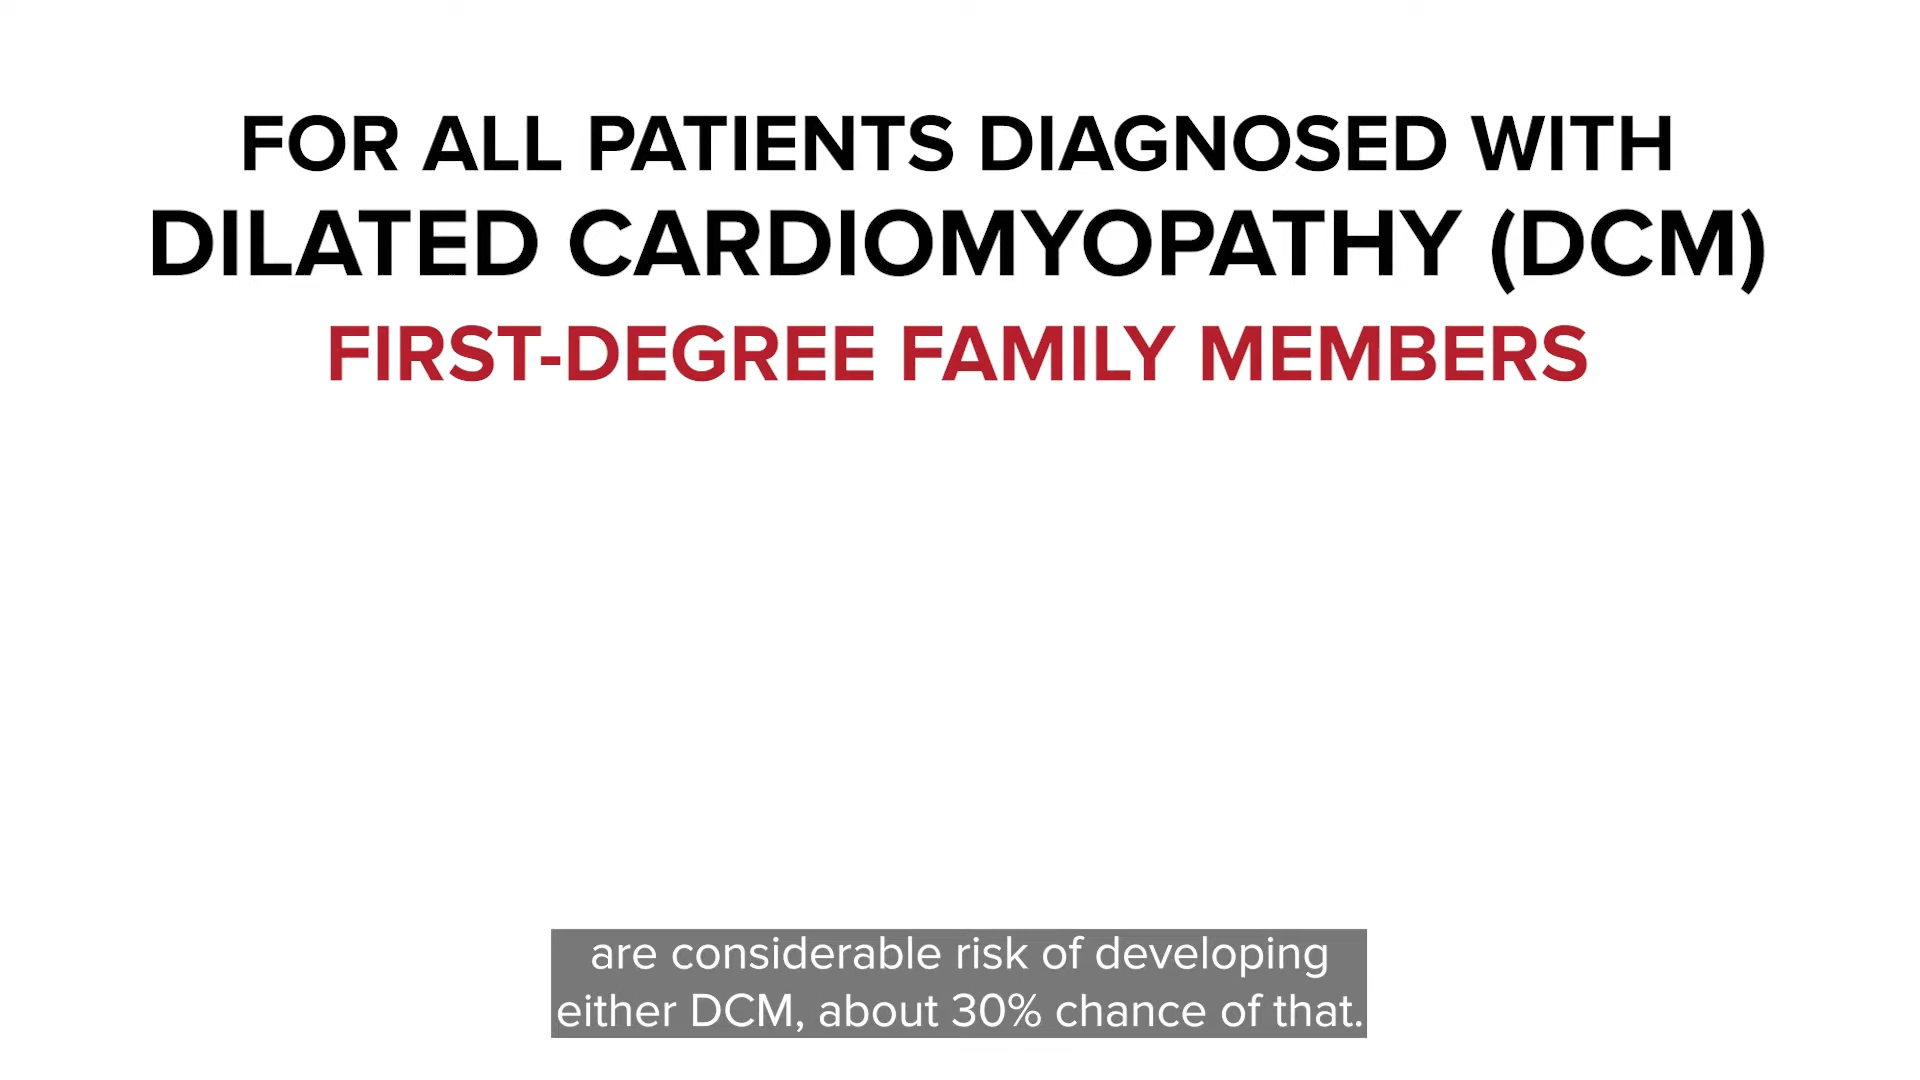 FOR ALL PATIENTS DIAGNOSED WITH
DILATED CARDIOMYOPATHY (DCM)
FIRST-DEGREE FAMILY MEMBERS
are considerable risk of developing
either DCM, about 30% chance of that.